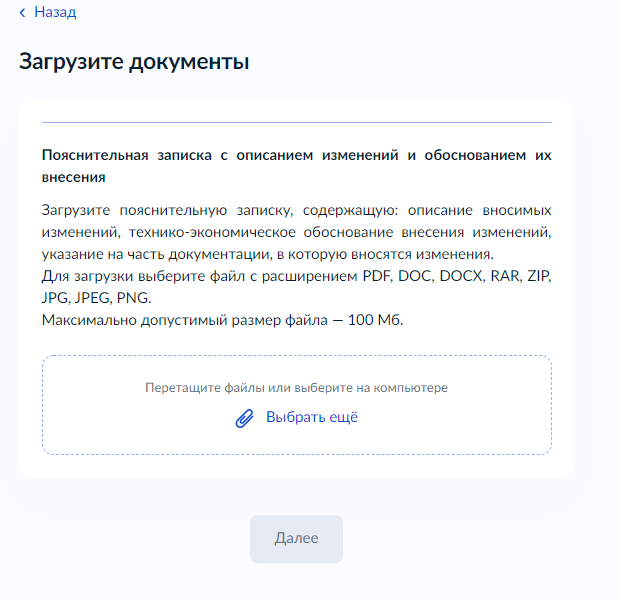 Назад
Загрузите документы
Пояснительная записка с описанием изменений и обоснованием их
внесения
Загрузите пояснительную записку, содержащую: описание вносимых
изменений, технико-экономическое обоснование внесения изменений,
указание на часть документации, в которую вносятся изменения.
Для загрузки выберите файл с расширением PDF, DOC, DOCX, RAR, ZIP,
JPG, JPEG, PNG.
Максимально допустимый размер файла — 100 Мб.
Перетащите файлы или выберите на компьютере
Выбрать ещё
Далее